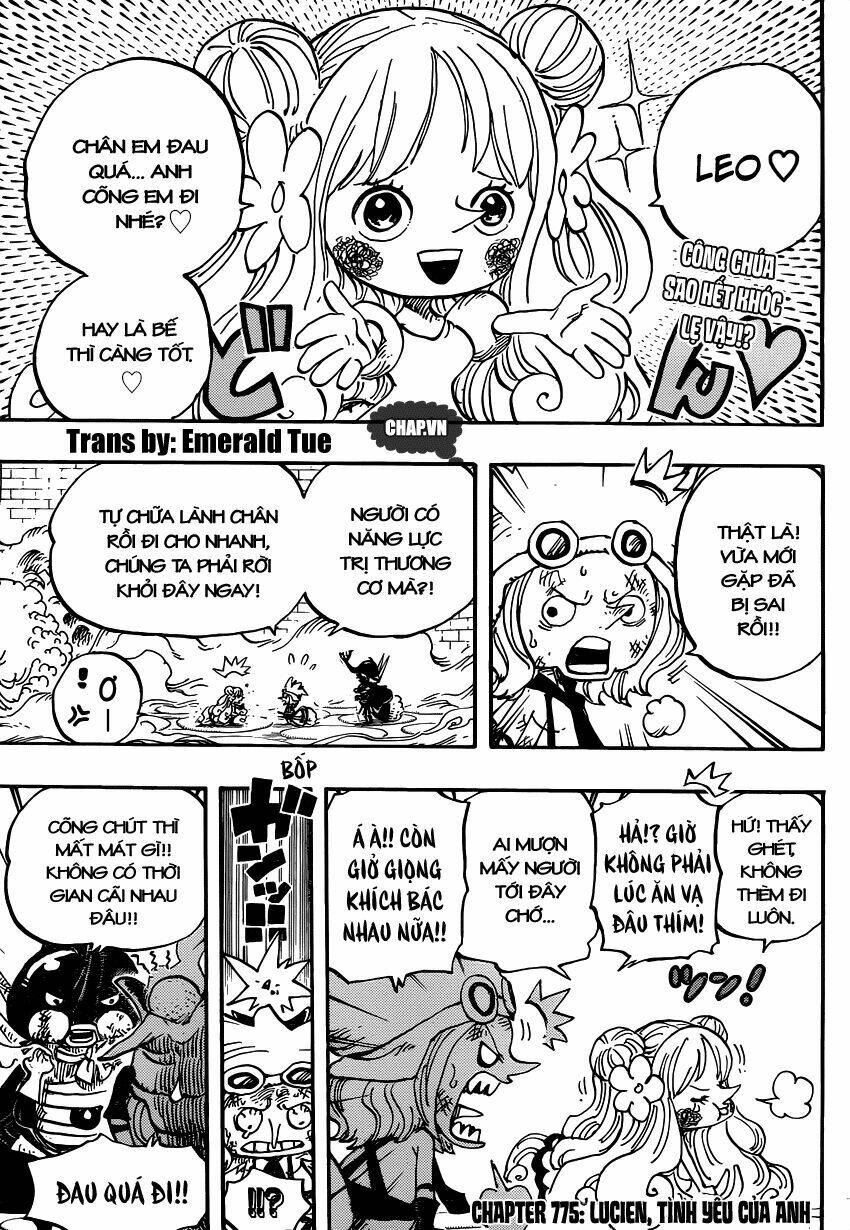 LEO♡
CHÂN EM ĐAU
QUÁ... ANH
CÕNG EM ĐI
NHÉ?♡
HAY LÀ BẾ
THÌ CÀNG TỐT.
♡
CÔNG CHÚA
SAO HẾT KHÓC
LẸ VẬY!?
Trans by: Emerald Tue
CHAP.VN
THẬT LÀ!
VỪA MỚI
GẶP ĐÃ
BỊ SAI
RỒI!!
NGƯỜI CÓ
NĂNG LỰC
TRỊ THƯƠNG
CƠ MÀ?!
TỰ CHỮA LÀNH CHÂN
RỒI ĐI CHO NHANH,
CHÚNG TA PHẢI RỜI
KHỎI ĐÂY NGAY!
Ơ
—
HỨ! THẤY
GHÉT,
KHÔNG
THÈM ĐI
LUÔN.
HẢ!? GIỜ
KHÔNG PHẢI
LÚC ĂN VẠ
ĐÂU THÍM!
AI MƯỢN
MẤY NGƯỜI
TỚI ĐÂY
CHỚ...
Á À!! CÒN
GIỞ GIỌNG
KHÍCH BÁC
NHAU NỮA!!
ツン!
BỐP
!!?
CÕNG CHÚT THÌ
MẤT MÁT GÌ!!
KHÔNG CÓ THỜI
GIAN CÃI NHAU
ĐÂU!!
ĐAU QUÁ ĐI!!
CHAPTER 775: LUCIEN, TÌNH YÊU CỦA ANH